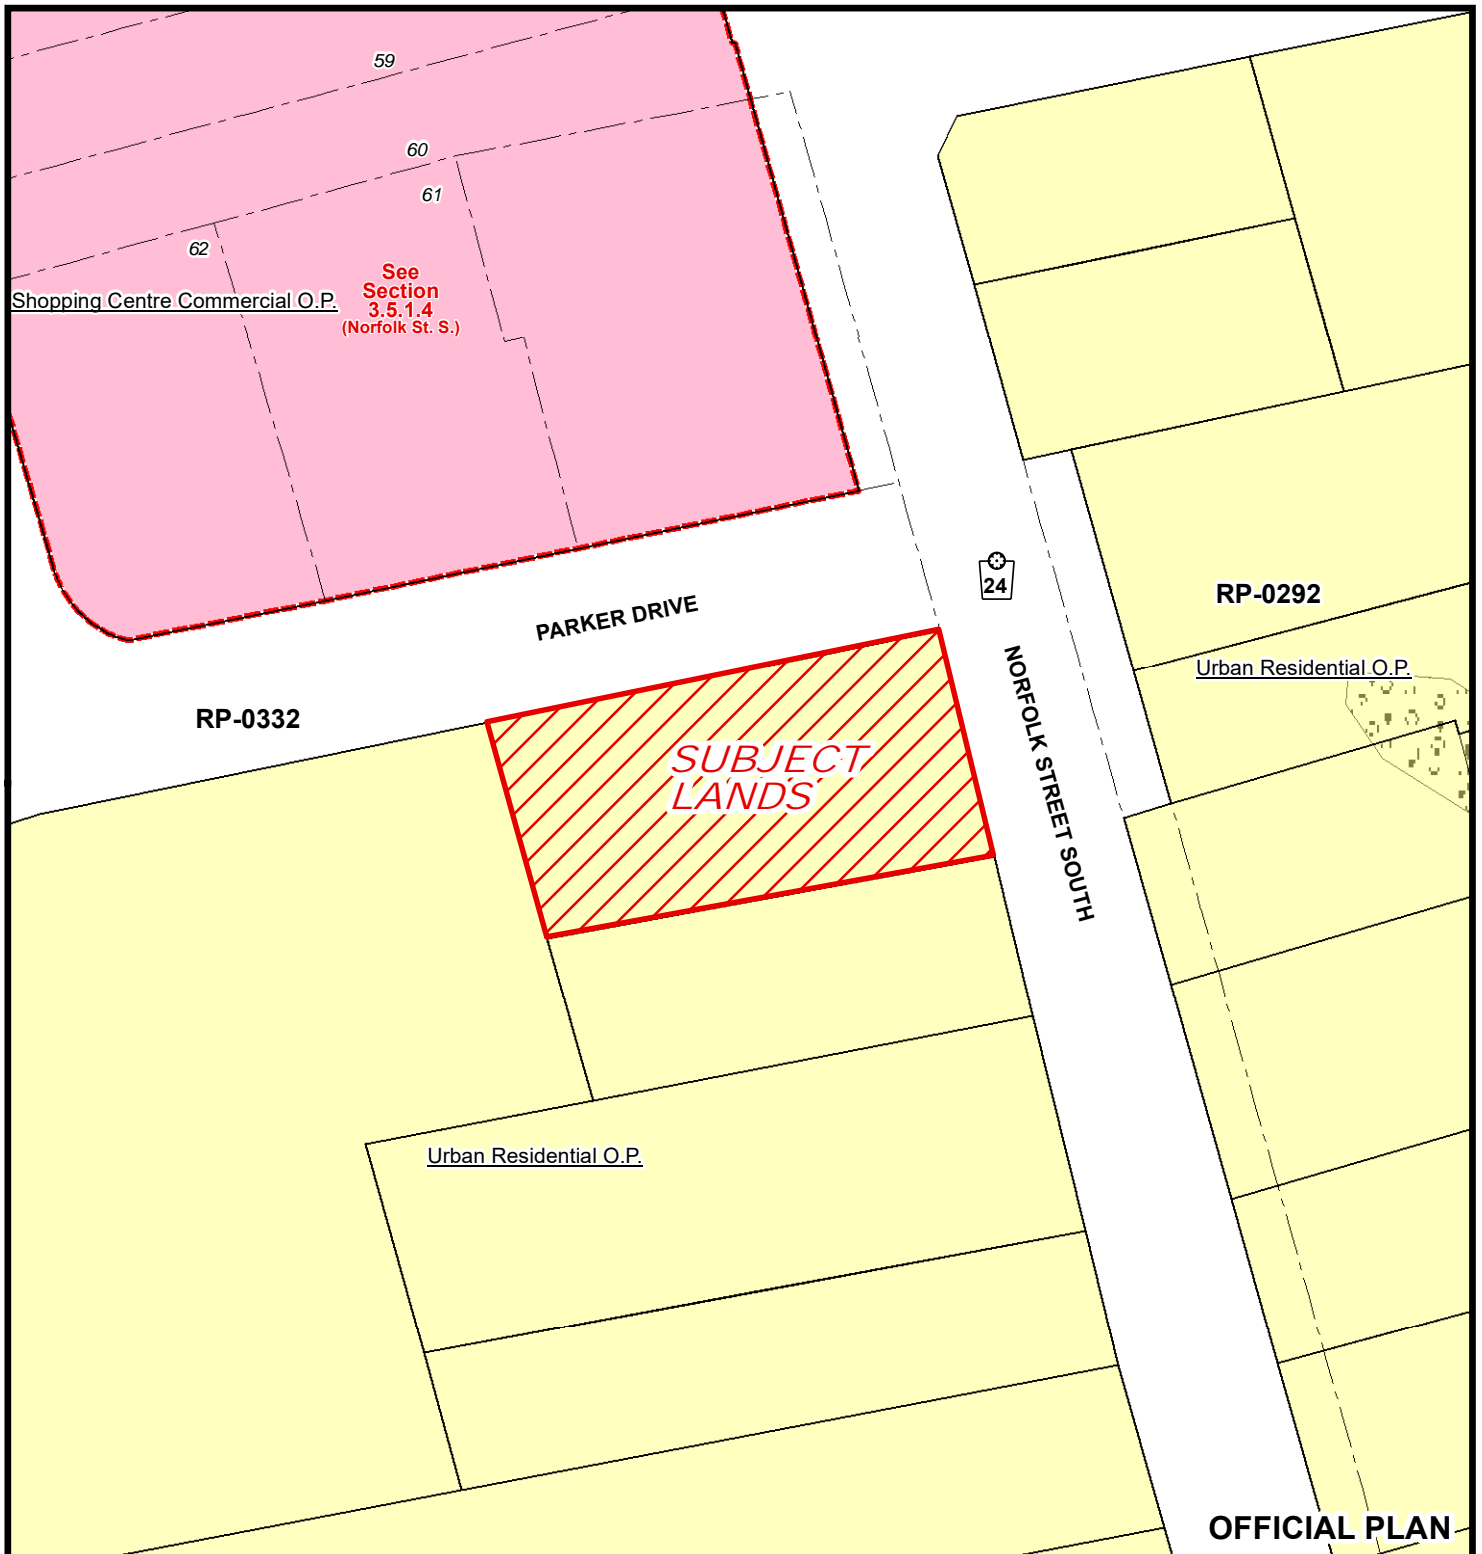 59
60
61
62
See
Section
3.5.1.4
(Norfolk St. S.)
Shopping Centre Commercial O.P.
24
RP-0292
PARKER DRIVE
Urban Residential O.P.
RP-0332
NORFOLK STREET SOUTH
SUBJECT
LANDS
Urban Residential O.P.
OFFICIAL PLAN